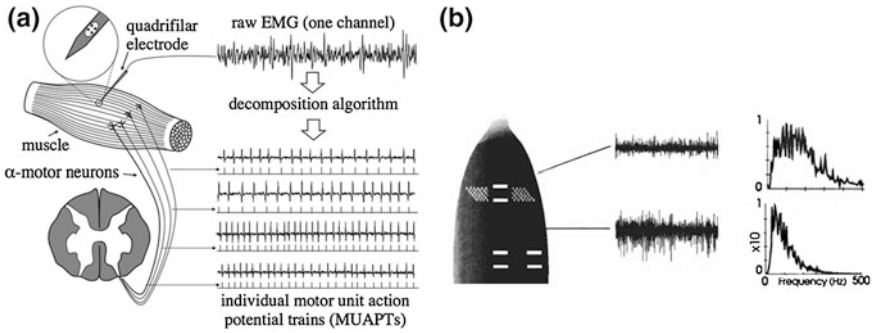 (a)
quadrifilar
electrode
raw EMG (one channel)
decomposition algorithm
muscle
α-motor neurons
individual motor unit action
potential trains (MUAPTs)
(b)
1
0
1
x10
0
0 Frequency (Hz) 500